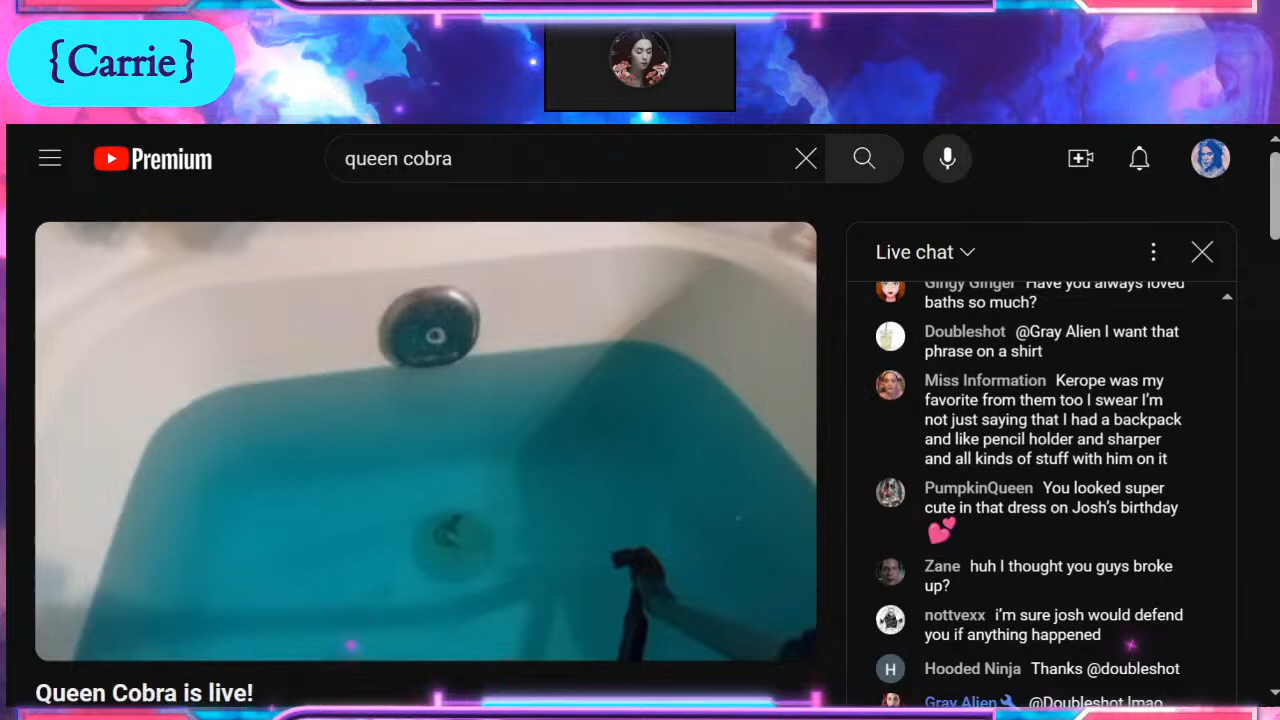 {Carrie}
Premium
queen cobra
Live chat
Gingy Ginger Have you always loved
baths so much?
Doubleshot @Gray Alien I want that
phrase on a shirt
Miss Information Kerope was my
favorite from them too I swear I'm
not just saying that I had a backpack
and like pencil holder and sharper
and all kinds of stuff with him on it
PumpkinQueen You looked super
cute in that dress on Josh's birthday
Zane huh I thought you guys broke
up?
nottvexx i'm sure josh would defend
you if anything happened
H Hooded Ninja Thanks @doubleshot
Gray Alien @Doubleshot lmao
Queen Cobra is live!